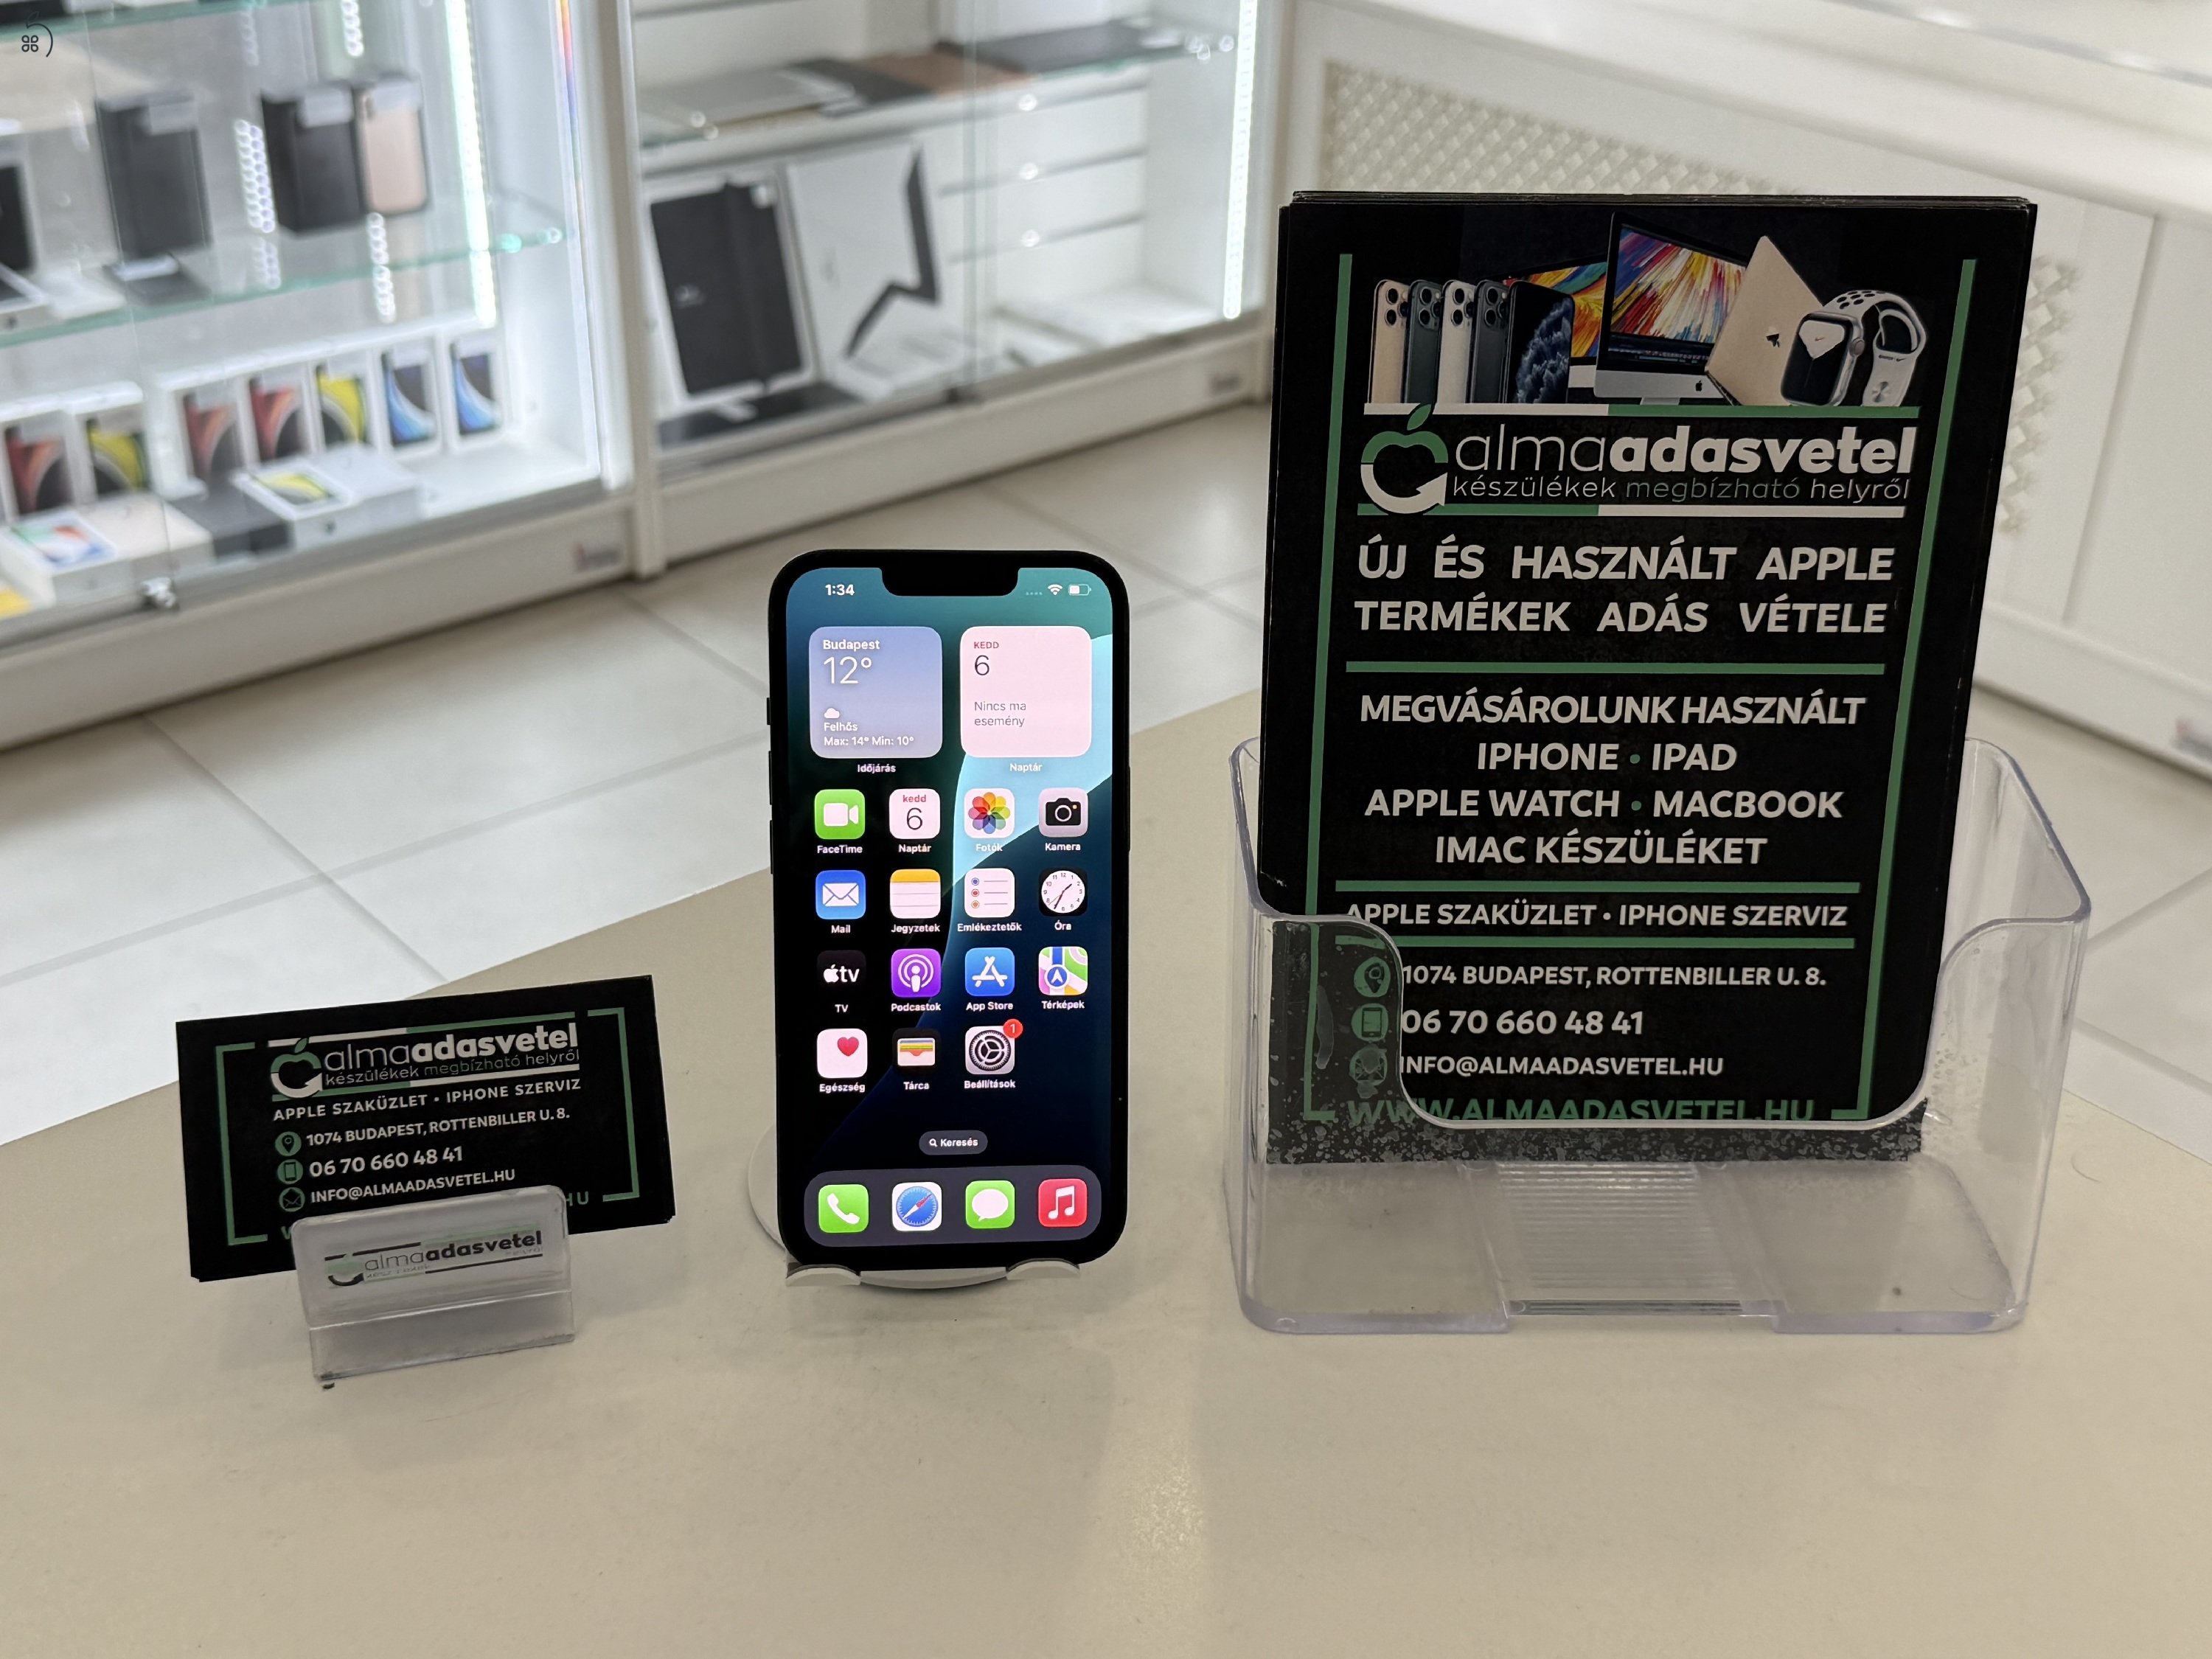 almaadasvetel
készülékek megbízható helyről
APPLE SZAKÜZLET • IPHONE SZERVIZ
1074 BUDAPEST, ROTTENBILLER U. 8.
06 70 660 48 41
INFO@ALMAADASVETEL.HU
HU
almaadasvetel
1:34
Budapest
12°
Felhős
Max: 14° Min: 10°
Időjárás
KEDD
6
Nincs ma
esemény
Naptár
FaceTime
kedd
6
Naptár
Fotók
Kamera
Mail
Jegyzetek
Emlékeztetők
Óra
tv
TV
Podcastok
App Store
Térképek
Egészség
Tárca
1
Beállítások
Keresés
almaadasvetel
készülékek megbízható helyről
ÚJ ÉS HASZNÁLT APPLE
TERMÉKEK ADÁS VÉTELE
MEGVÁSÁROLUNK HASZNÁLT
IPHONE • IPAD
APPLE WATCH • MACBOOK
IMAC KÉSZÜLÉKET
APPLE SZAKÜZLET • IPHONE SZERVIZ
1074 BUDAPEST, ROTTENBILLER U. 8.
06 70 660 48 41
INFO@ALMAADASVETEL.HU
WWW.ALMAADASVETEL.HU